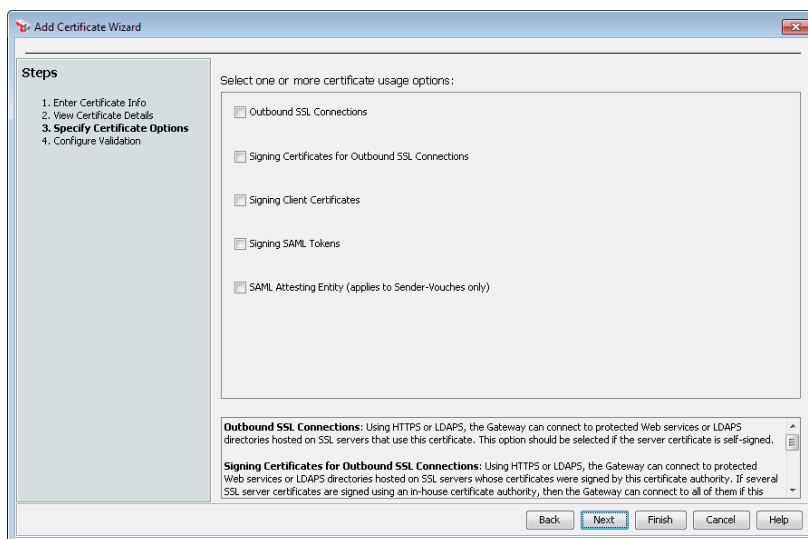 Add Certificate Wizard
Steps
1. Enter Certificate Info
2. View Certificate Details
3. Specify Certificate Options
4. Configure Validation
Select one or more certificate usage options:
Outbound SSL Connections
Signing Certificates for Outbound SSL Connections
Signing Client Certificates
Signing SAML Tokens
SAML Attesting Entity (applies to Sender-Vouches only)
Outbound SSL Connections: Using HTTPS or LDAPS, the Gateway can connect to protected Web services or LDAPS
directories hosted on SSL servers that use this certificate. This option should be selected if the server certificate is self-signed.
Signing Certificates for Outbound SSL Connections: Using HTTPS or LDAPS, the Gateway can connect to protected
Web services or LDAPS directories hosted on SSL servers whose certificates were signed by this certificate authority. If several
SSL server certificates are signed using an in-house certificate authority, then the Gateway can connect to all of them if this
Back Next Finish Cancel Help